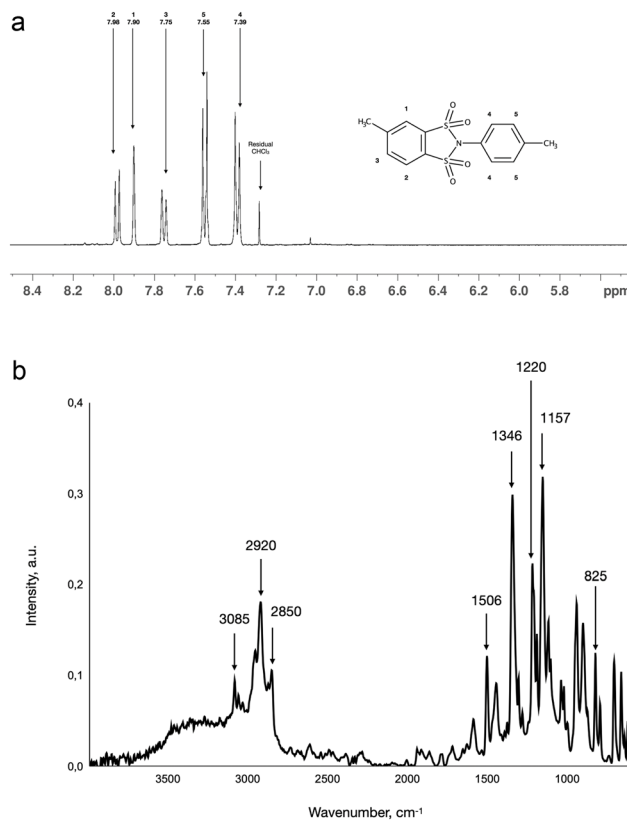 a
2 1 3 5 4
7.98 7.90 7.75 7.55 7.39
Residual
CHCl₃
H₃C
1
O O
S
O
N
4 5
CH₃
3
S
O
2
O
4 5
8.4 8.2 8.0 7.8 7.6 7.4 7.2 7.0 6.8 6.6 6.4 6.2 6.0 5.8 ppm
b
1220
0,4
1346 1157
0,3
2920
0,2
3085 2850 1506 825
0,1
0,0
3500 3000 2500 2000 1500 1000
Intensity, a.u.
Wavenumber, cm⁻¹